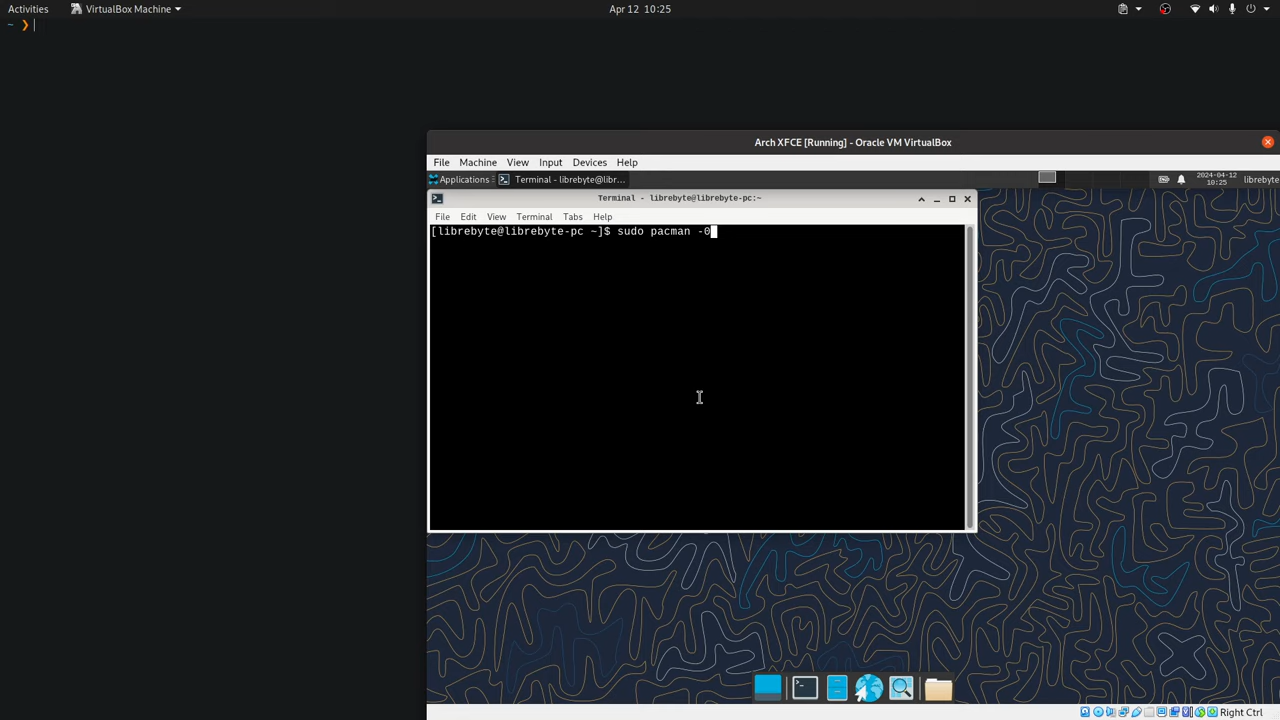 Activities
VirtualBox Machine
Apr 12 10:25
~ ❯
Arch XFCE [Running] - Oracle VM VirtualBox
File Machine View Input Devices Help
Applications
Terminal - librebyte@libr...
2024-04-12
10:25
librebyte
Terminal - librebyte@librebyte-pc:~
File Edit View Terminal Tabs Help
[librebyte@librebyte-pc ~]$ sudo pacman -0
Right Ctrl